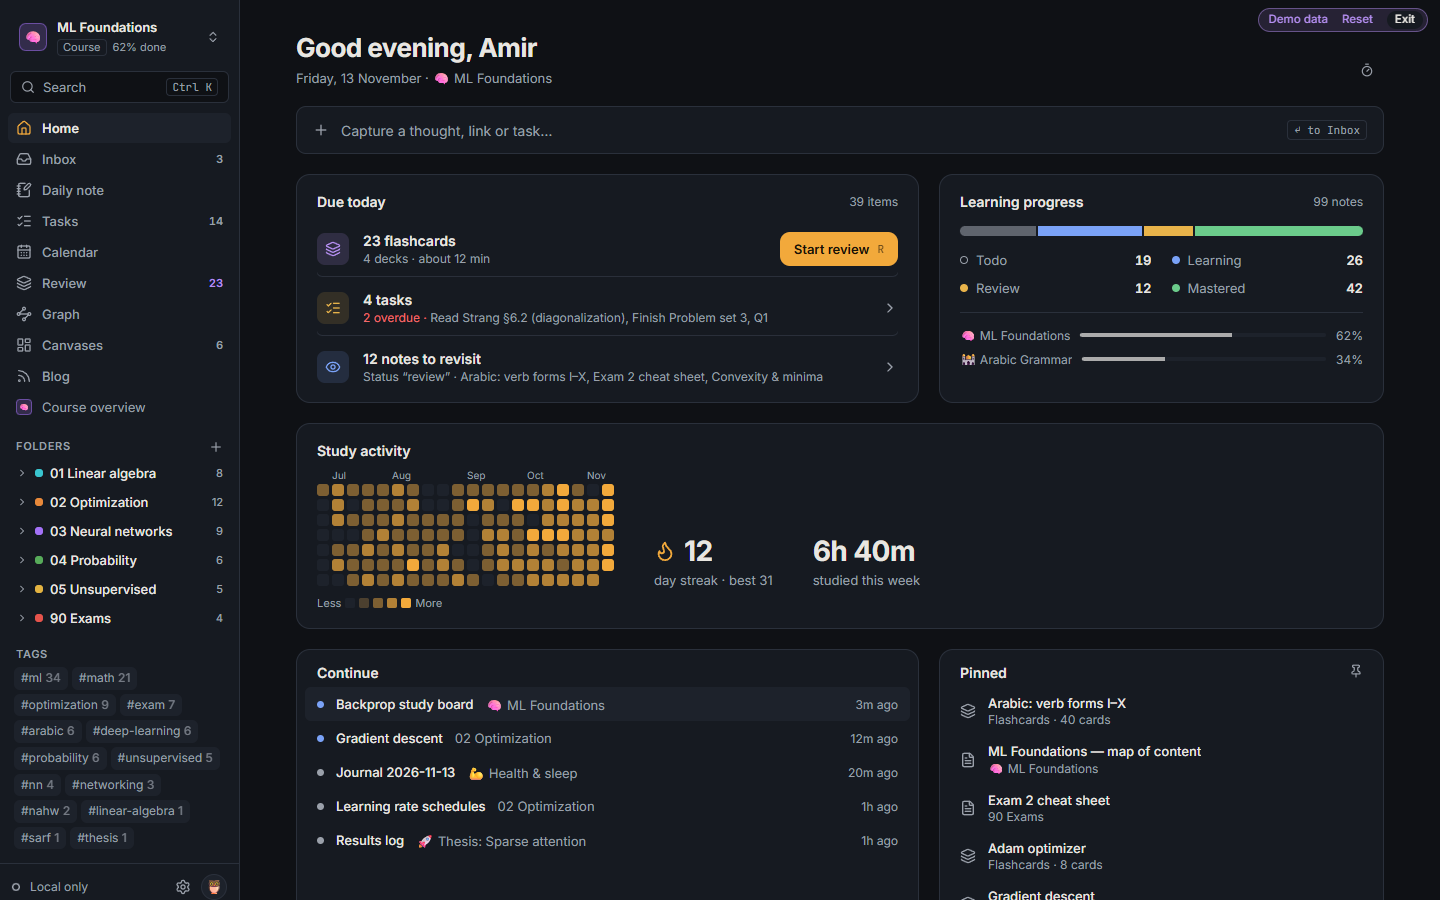 ML Foundations
Course 62% done
Search Ctrl K
Home
Inbox 3
Daily note
Tasks 14
Calendar
Review 23
Graph
Canvases 6
Blog
Course overview
FOLDERS
01 Linear algebra 8
02 Optimization 12
03 Neural networks 9
04 Probability 6
05 Unsupervised 5
90 Exams 4
TAGS
#ml 34 #math 21
#optimization 9 #exam 7
#arabic 6 #deep-learning 6
#probability 6 #unsupervised 5
#nn 4 #networking 3
#nahw 2 #linear-algebra 1
#sarf 1 #thesis 1
Local only
Demo data Reset Exit
Good evening, Amir
Friday, 13 November · 🧠 ML Foundations
Capture a thought, link or task... ↵ to Inbox
Due today 39 items
23 flashcards
4 decks · about 12 min
Start review R
4 tasks
2 overdue · Read Strang §6.2 (diagonalization), Finish Problem set 3, Q1
12 notes to revisit
Status “review” · Arabic: verb forms I–X, Exam 2 cheat sheet, Convexity & minima
Learning progress 99 notes
Todo 19 Learning 26
Review 12 Mastered 42
ML Foundations 62%
Arabic Grammar 34%
Study activity
Jul Aug Sep Oct Nov
Less More
12
day streak · best 31
6h 40m
studied this week
Continue
Backprop study board 🧠 ML Foundations 3m ago
Gradient descent 02 Optimization 12m ago
Journal 2026-11-13 💪 Health & sleep 20m ago
Learning rate schedules 02 Optimization 1h ago
Results log 🚀 Thesis: Sparse attention 1h ago
Pinned
Arabic: verb forms I–X
Flashcards · 40 cards
ML Foundations — map of content
🧠 ML Foundations
Exam 2 cheat sheet
90 Exams
Adam optimizer
Flashcards · 8 cards
Gradient descent